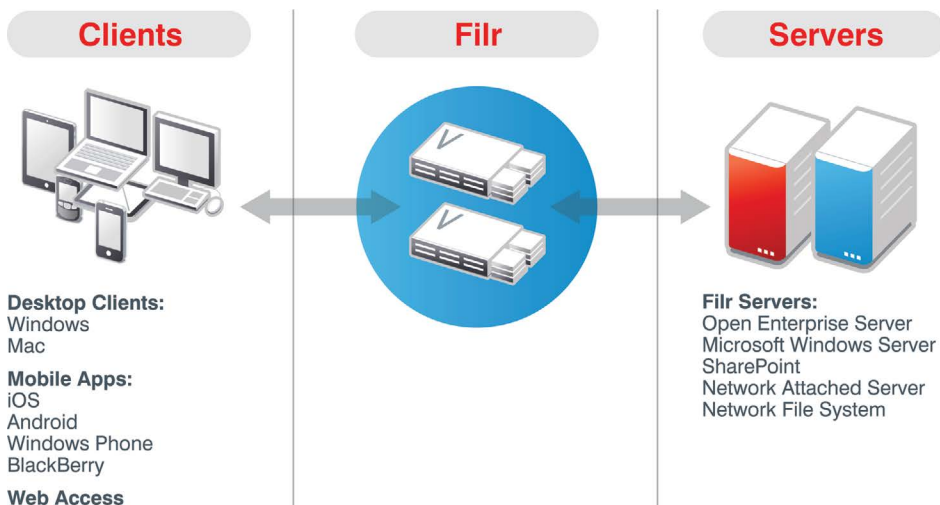 Clients
Filr
Servers
V
V
Desktop Clients:
Windows
Mac
Mobile Apps:
iOS
Android
Windows Phone
BlackBerry
Web Access
Filr Servers:
Open Enterprise Server
Microsoft Windows Server
SharePoint
Network Attached Server
Network File System